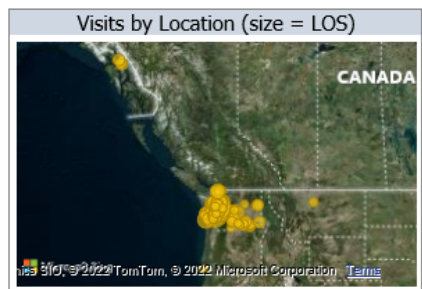 Visits by Location (size = LOS)
CANADA
© 2022 TomTom, © 2022 Microsoft Corporation Terms